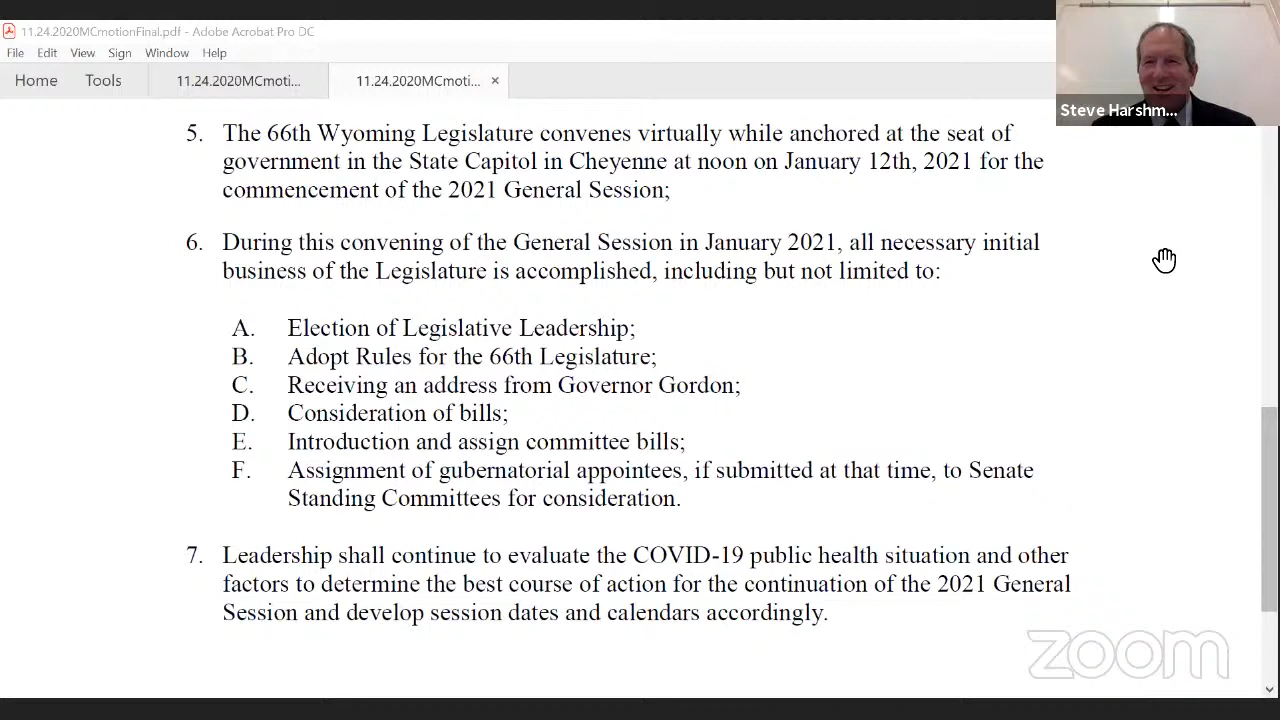 11.24.2020MCmotionFinal.pdf - Adobe Acrobat Pro DC
File Edit View Sign Window Help
Home Tools 11.24.2020MCmoti... 11.24.2020MCmoti... ×
Steve Harshm...
5. The 66th Wyoming Legislature convenes virtually while anchored at the seat of
government in the State Capitol in Cheyenne at noon on January 12th, 2021 for the
commencement of the 2021 General Session;
6. During this convening of the General Session in January 2021, all necessary initial
business of the Legislature is accomplished, including but not limited to:
A. Election of Legislative Leadership;
B. Adopt Rules for the 66th Legislature;
C. Receiving an address from Governor Gordon;
D. Consideration of bills;
E. Introduction and assign committee bills;
F. Assignment of gubernatorial appointees, if submitted at that time, to Senate
Standing Committees for consideration.
7. Leadership shall continue to evaluate the COVID-19 public health situation and other
factors to determine the best course of action for the continuation of the 2021 General
Session and develop session dates and calendars accordingly.
zoom